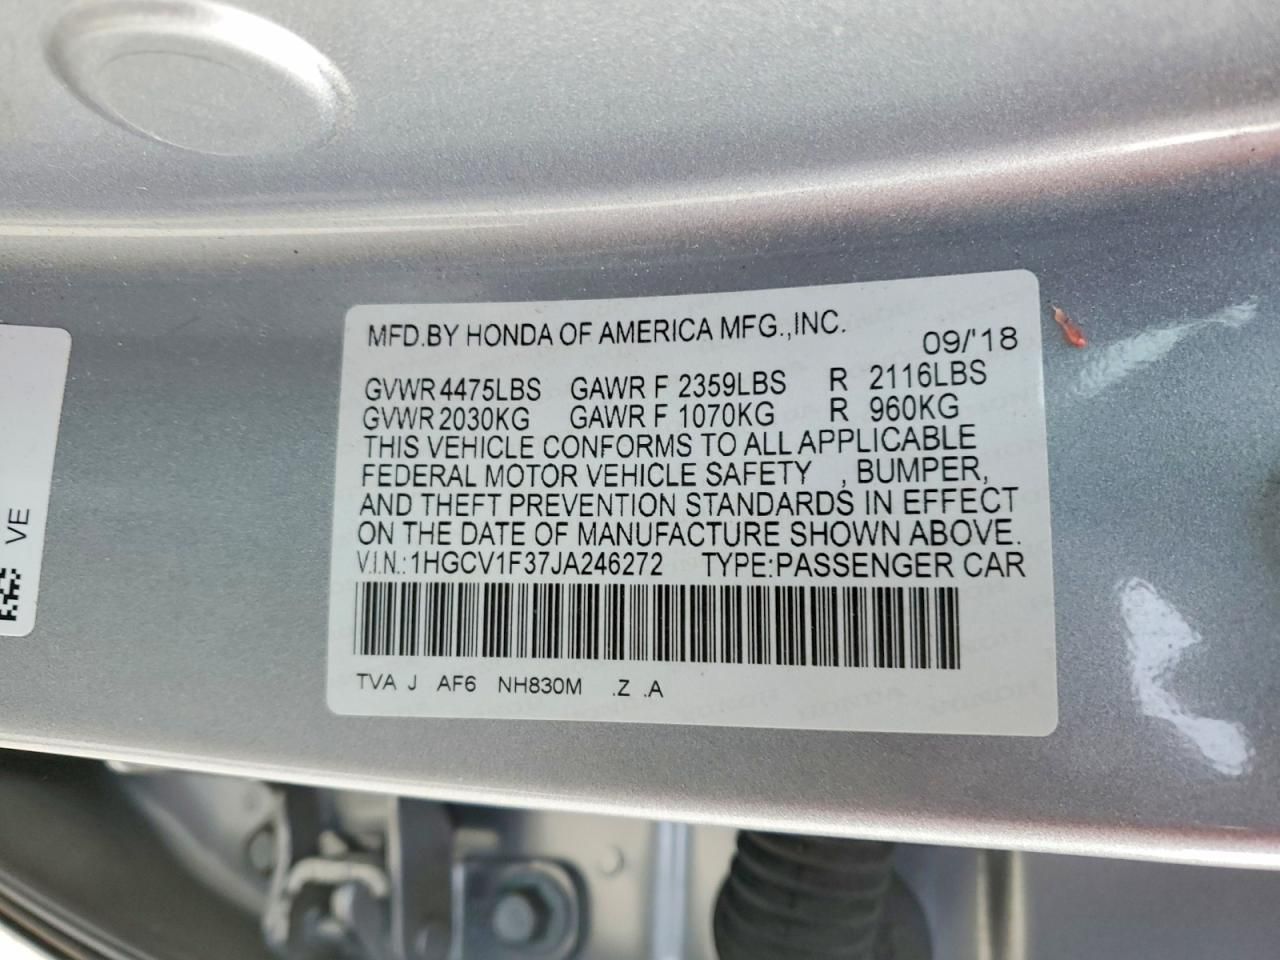 MFD.BY HONDA OF AMERICA MFG.,INC.
09/'18
GVWR 4475LBS GAWR F 2359LBS R 2116LBS
GVWR 2030KG GAWR F 1070KG R 960KG
THIS VEHICLE CONFORMS TO ALL APPLICABLE
FEDERAL MOTOR VEHICLE SAFETY , BUMPER,
AND THEFT PREVENTION STANDARDS IN EFFECT
ON THE DATE OF MANUFACTURE SHOWN ABOVE.
V.I.N.:1HGCV1F37JA246272 TYPE:PASSENGER CAR
TVA J AF6 NH830M .Z .A
VE